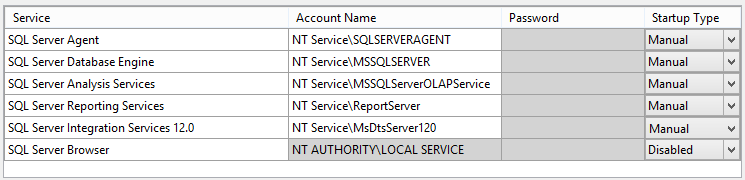 Service Account Name Password Startup Type
SQL Server Agent NT Service\SQLSERVERAGENT Manual
SQL Server Database Engine NT Service\MSSQLSERVER Manual
SQL Server Analysis Services NT Service\MSSQLServerOLAPService Manual
SQL Server Reporting Services NT Service\ReportServer Manual
SQL Server Integration Services 12.0 NT Service\MsDtsServer120 Manual
SQL Server Browser NT AUTHORITY\LOCAL SERVICE Disabled